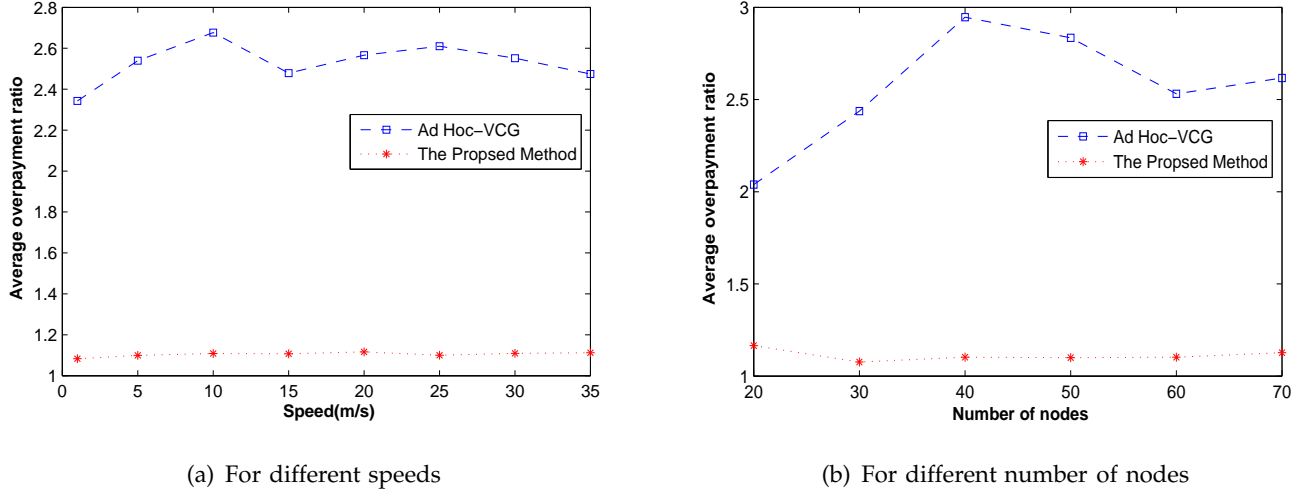 2.8
2.6
2.4
2.2
2
1.8
1.6
1.4
1.2
1
Average overpayment ratio
Ad Hoc-VCG
The Propsed Method
0 5 10 15 20 25 30 35
Speed(m/s)
(a) For different speeds
3
2.5
2
1.5
1
Average overpayment ratio
Ad Hoc-VCG
The Propsed Method
20 30 40 50 60 70
Number of nodes
(b) For different number of nodes